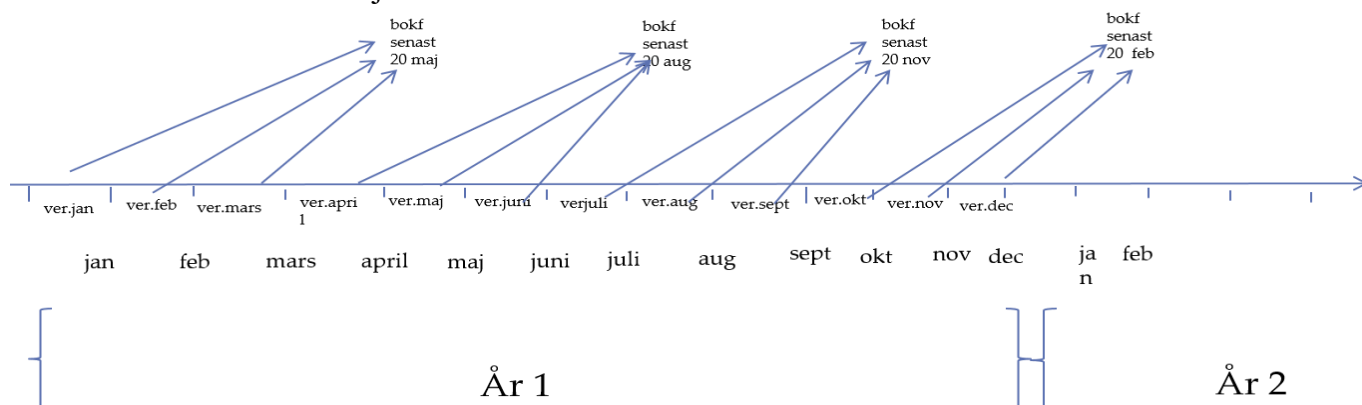 bokf
senast
20 maj
bokf
senast
20 aug
bokf
senast
20 nov
bokf
senast
20 feb
ver.jan
ver.feb
ver.mars
ver.apri
l
ver.maj
ver.juni
verjuli
ver.aug
ver.sept
ver.okt
ver.nov
ver.dec
jan
feb
mars
april
maj
juni
juli
aug
sept
okt
nov
dec
ja
n
feb
År 1
År 2